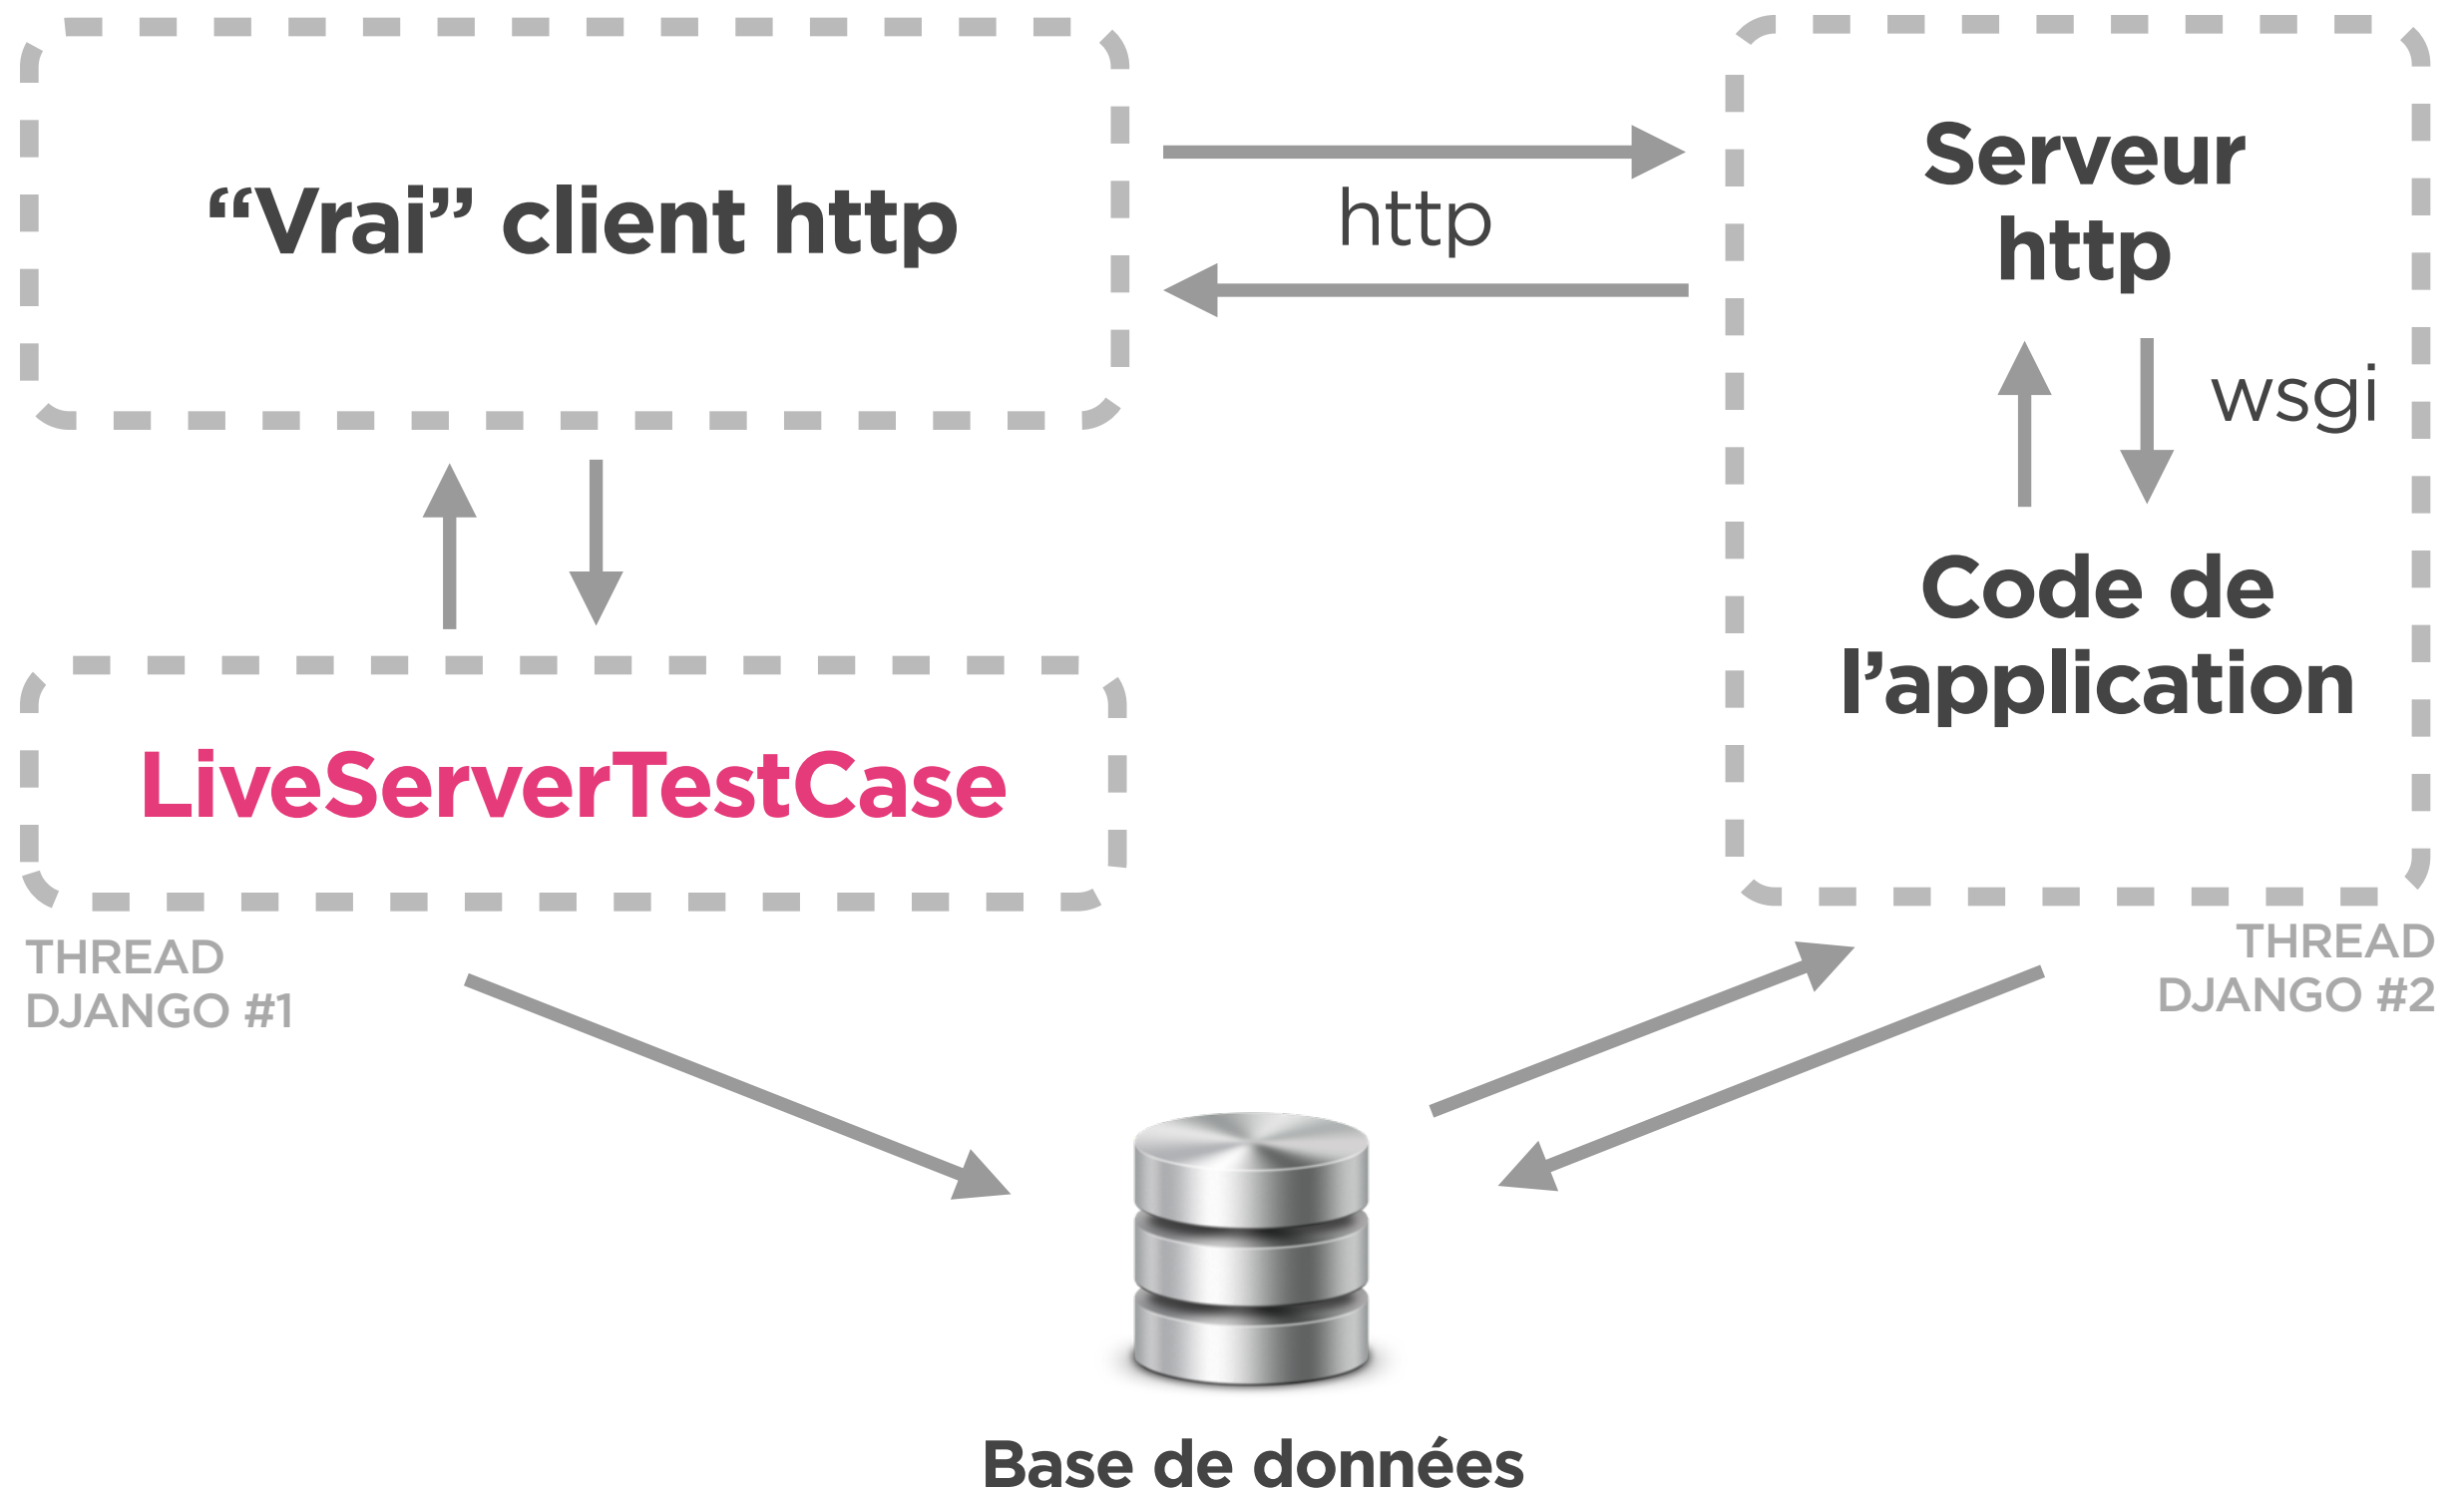 “Vrai” client http
http
Serveur
http
wsgi
Code de
l’application
LiveServerTestCase
THREAD
DJANGO #1
THREAD
DJANGO #2
Base de données